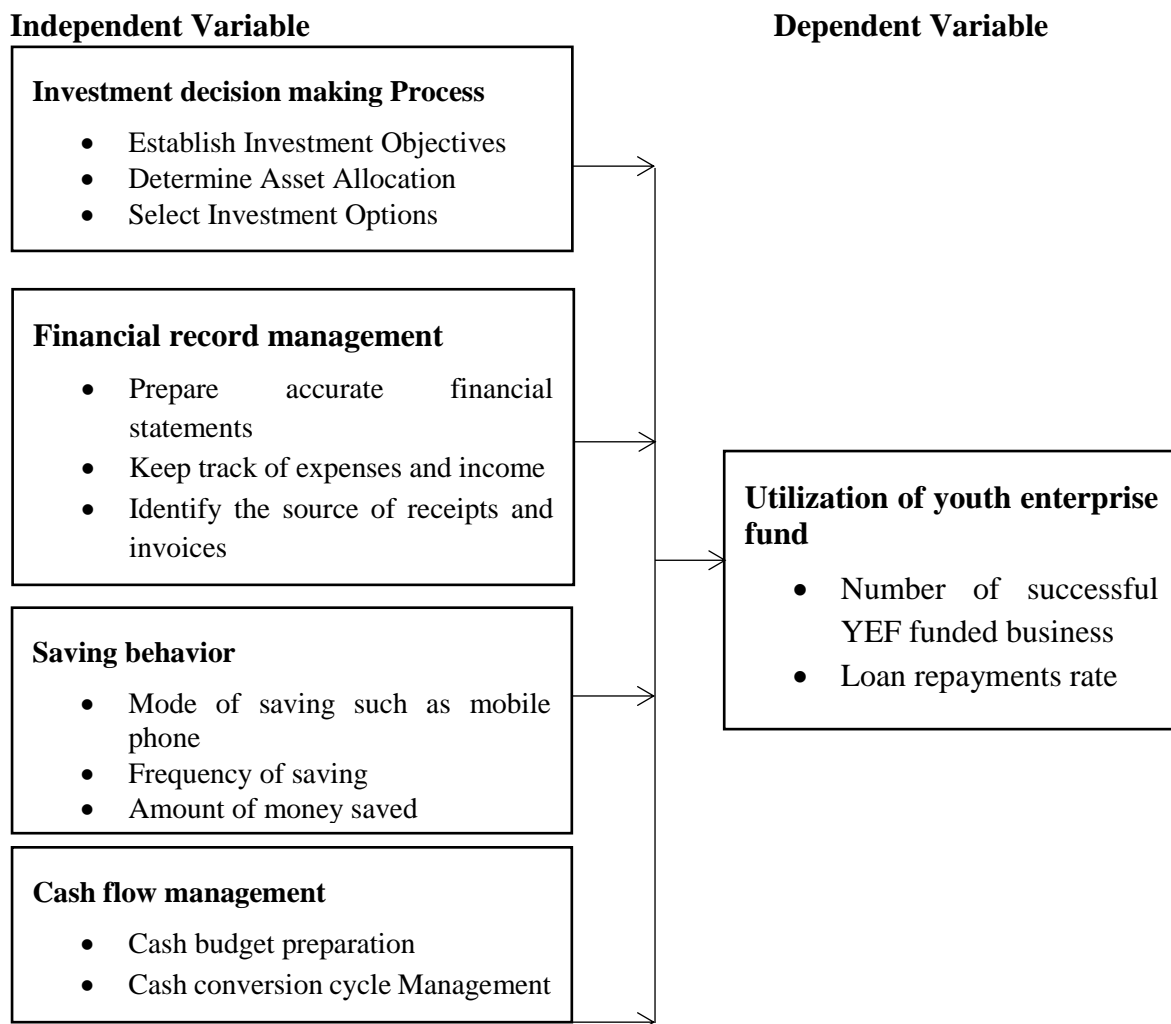 Independent Variable
Dependent Variable
Investment decision making Process
• Establish Investment Objectives
• Determine Asset Allocation
• Select Investment Options
Financial record management
• Prepare accurate financial
statements
• Keep track of expenses and income
• Identify the source of receipts and
invoices
Saving behavior
• Mode of saving such as mobile
phone
• Frequency of saving
• Amount of money saved
Cash flow management
• Cash budget preparation
• Cash conversion cycle Management
Utilization of youth enterprise
fund
• Number of successful
YEF funded business
• Loan repayments rate